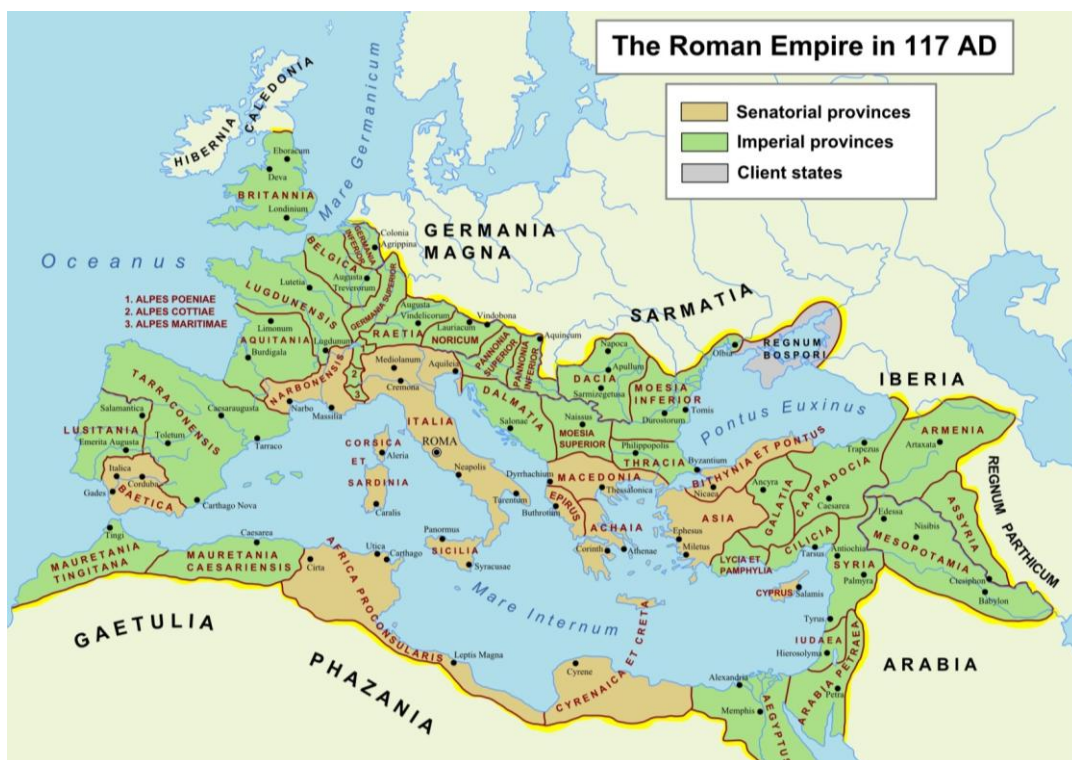 The Roman Empire in 117 AD
Senatorial provinces
Imperial provinces
Client states
HIBERNIA
CALEDONIA
Mare Germanicum
Oceanus
Eboracum
Deva
BRITANNIA
Londinium
GERMANIA
MAGNA
SARMATIA
GERMANIA
INFERIOR
Colonia
Agrippina
BELGICA
Augusta
Treverorum
GERMANIA SUPERIOR
Lutetia
LUGDUNENSIS
1. ALPES POENIAE
2. ALPES COTTIAE
3. ALPES MARITIMAE
Limonum
AQUITANIA
Burdigala
Lugdunum
1
2
3
NARBONENSIS
Narbo
Massilia
Augusta
Vindelicorum
RAETIA
Lauriacum
Vindobona
NORICUM
PANNONIA
SUPERIOR
PANNONIA
INFERIOR
Aquincum
Mediolanum
Cremona
Aquileia
ITALIA
ROMA
Neapolis
Tarentum
CORSICA
ET
SARDINIA
Aleria
Caralis
Panormus
SICILIA
Syracusae
DALMATIA
Salonae
Napoca
Apullum
DACIA
Sarmizegetusa
MOESIA
INFERIOR
Durostorum
Tomis
Olbia
REGNUM
BOSPORI
Pontus Euxinus
Naissus
MOESIA
SUPERIOR
Philippopolis
THRACIA
Byzantium
MACEDONIA
Dyrrhachium
Thessalonica
EPIRUS
Buthrotum
ACHAIA
Corinth
Athenae
BITHYNIA ET PONTUS
Nicaea
ASIA
Ephesus
Miletus
Ancyra
GALATIA
CAPPADOCIA
Caesarea
Trapezus
LYCIA ET
PAMPHYLIA
CILICIA
Tarsus
IBERIA
ARMENIA
Artaxata
REGNUM PARTHICUM
ASSYRIA
Edessa
Nisibis
MESOPOTAMIA
Ctesiphon
Babylon
Antiochia
SYRIA
Palmyra
CYPRUS
Salamis
Tyrus
IUDAEA
Hierosolyma
ARABIA PETRAEA
Petra
ARABIA
TARRACONENSIS
Salamantica
Caesaraugusta
LUSITANIA
Emerita Augusta
Toletum
Tarraco
Italica
Corduba
Gades
BAETICA
Carthago Nova
Tingi
MAURETANIA
TINGITANA
Caesarea
MAURETANIA
CAESARIENSIS
Utica
Carthago
Cirta
AFRICA PROCONSULARIS
Leptis Magna
Mare Internum
CYRENAICA ET CRETA
Cyrene
Alexandria
Memphis
AEGYPTUS
GAETULIA
PHAZANIA